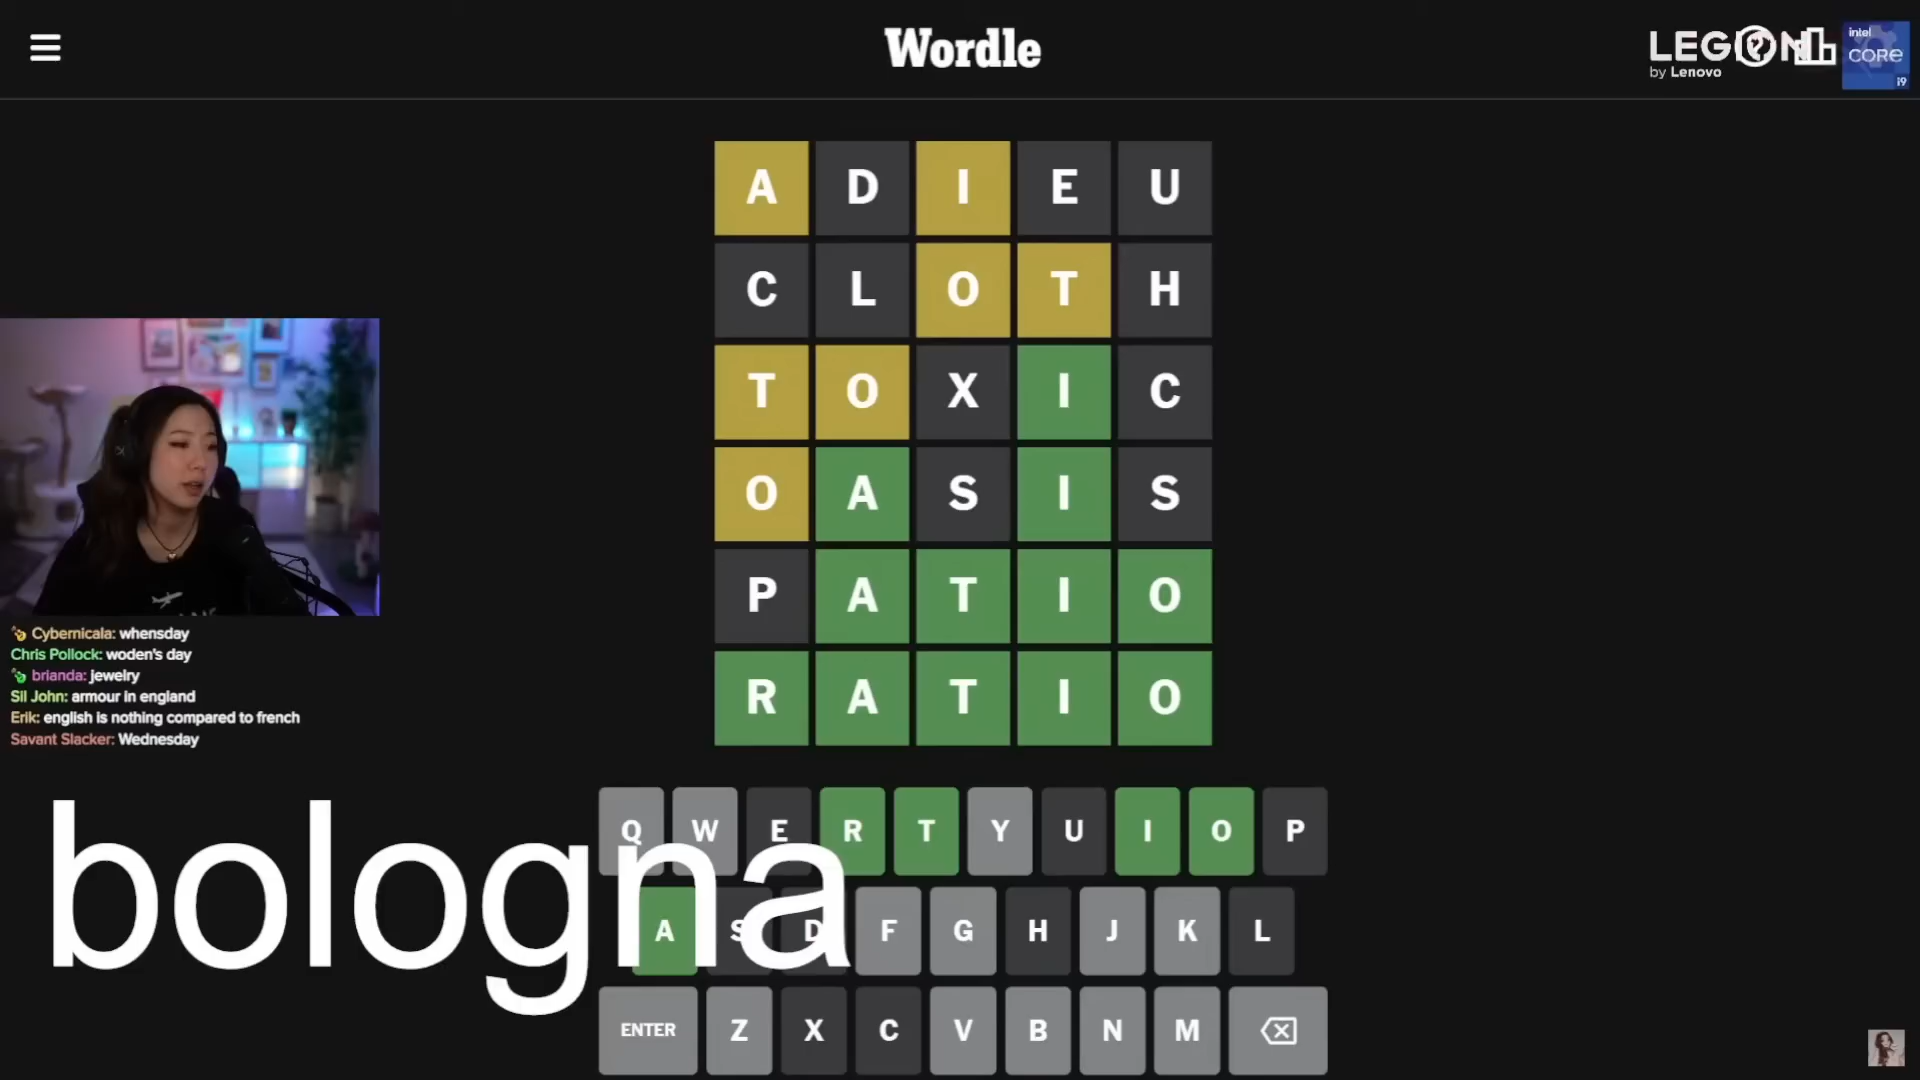 Wordle
LEGION
by Lenovo
intel
CORE
i9
A D I E U
C L O T H
T O X I C
O A S I S
P A T I O
R A T I O
Cybernicala: whensday
Chris Pollock: woden's day
brianda: jewelry
Sil John: armour in england
Erik: english is nothing compared to french
Savant Slacker: Wednesday
bologna
Q W E R T Y U I O P
A S D F G H J K L
ENTER Z X C V B N M